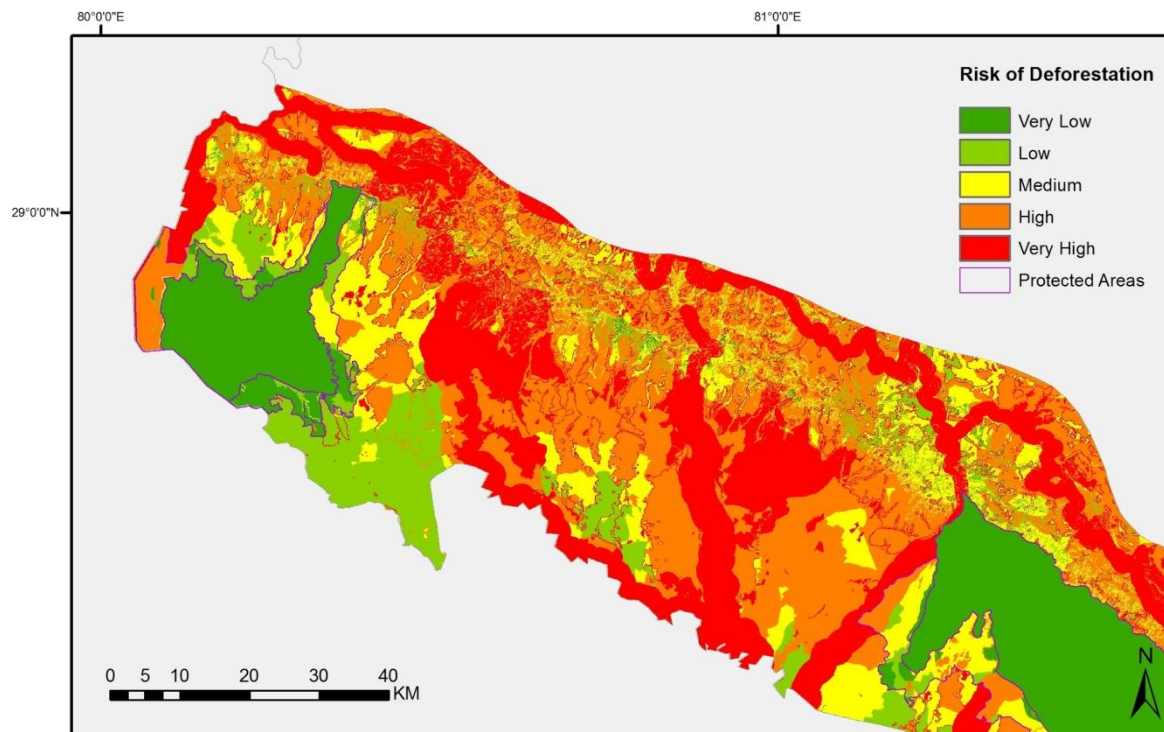 80°0'0"E 81°0'0"E
29°0'0"N
Risk of Deforestation
Very Low
Low
Medium
High
Very High
Protected Areas
0 5 10 20 30 40
KM
N